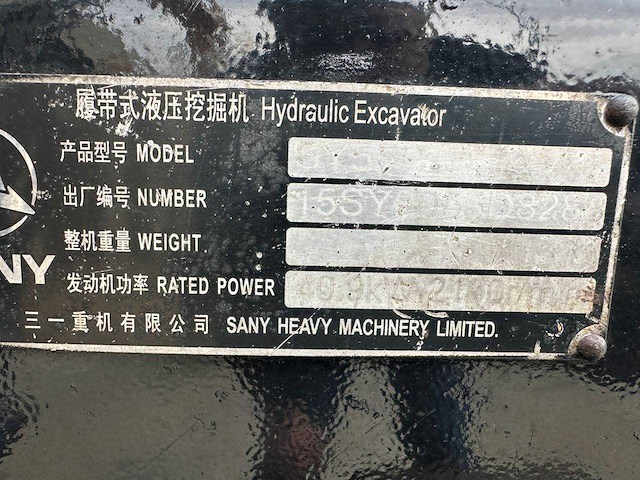 履带式液压挖掘机 Hydraulic Excavator
产品型号 MODEL
出厂编号 NUMBER
整机重量 WEIGHT
NY
发动机功率 RATED POWER
三一重机有限公司 SANY HEAVY MACHINERY LIMITED.